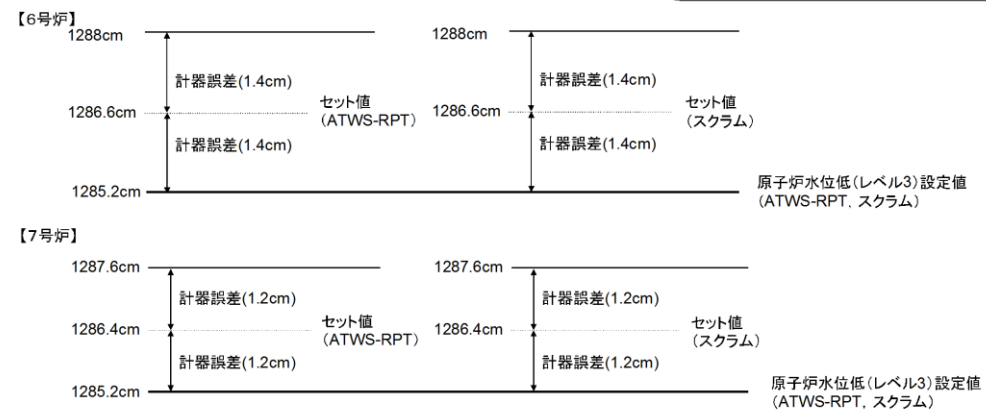 【6号炉】
1288cm
1288cm
計器誤差(1.4cm)
計器誤差(1.4cm)
1286.6cm
セット値
(ATWS-RPT)
1286.6cm
セット値
(スクラム)
計器誤差(1.4cm)
計器誤差(1.4cm)
1285.2cm
原子炉水位低(レベル3)設定値
(ATWS-RPT, スクラム)
【7号炉】
1287.6cm
1287.6cm
計器誤差(1.2cm)
計器誤差(1.2cm)
1286.4cm
セット値
(ATWS-RPT)
1286.4cm
セット値
(スクラム)
計器誤差(1.2cm)
計器誤差(1.2cm)
1285.2cm
原子炉水位低(レベル3)設定値
(ATWS-RPT, スクラム)